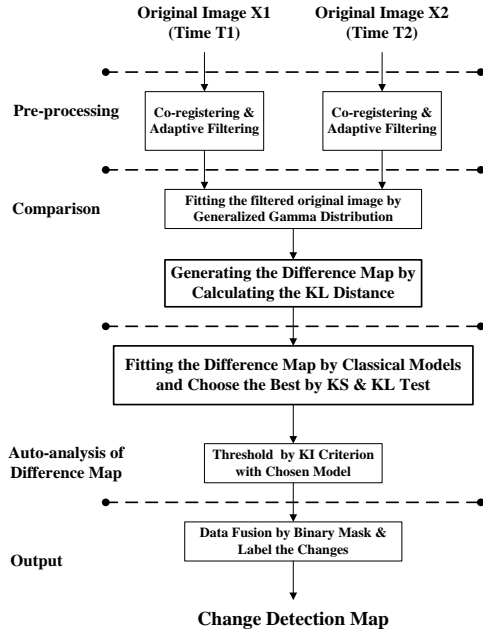 Original Image X1
(Time T1)
Original Image X2
(Time T2)
Pre-processing
Co-registering &
Adaptive Filtering
Co-registering &
Adaptive Filtering
Comparison
Fitting the filtered original image by
Generalized Gamma Distribution
Generating the Difference Map by
Calculating the KL Distance
Fitting the Difference Map by Classical Models
and Choose the Best by KS & KL Test
Auto-analysis of
Difference Map
Threshold by KI Criterion
with Chosen Model
Data Fusion by Binary Mask &
Label the Changes
Output
Change Detection Map